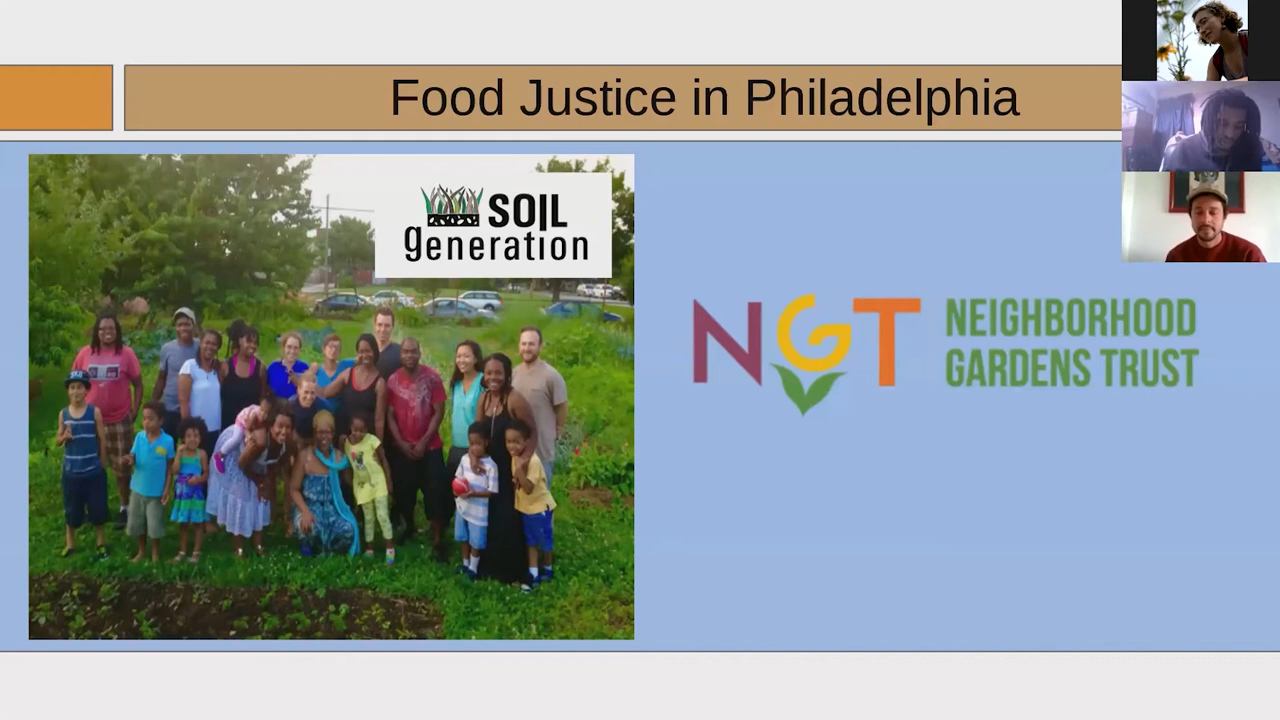 Food Justice in Philadelphia
SOIL
generation
NGT
NEIGHBORHOOD
GARDENS TRUST